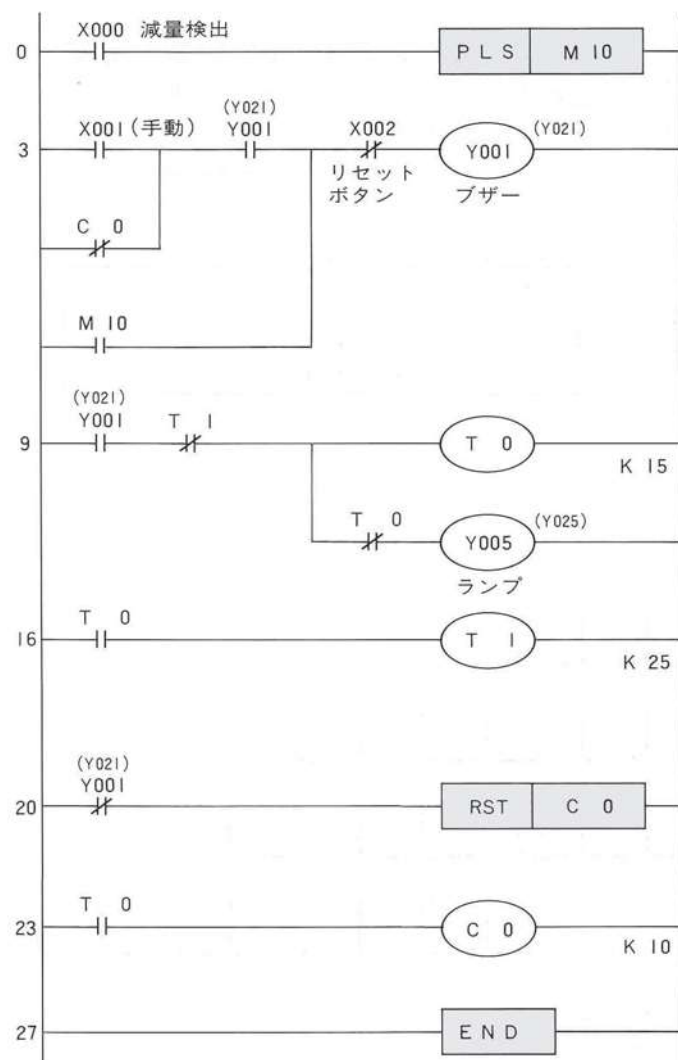 X000 減量検出
0 PLS M10
(Y021)
X001(手動) Y001 X002 (Y021)
3 Y001
リセット ブザー
ボタン
C 0
M10
(Y021)
Y001 T 1
9 T 0
K 15
T 0 Y005 (Y025)
ランプ
T 0
16 T 1
K 25
(Y021)
Y001
20 RST C 0
T 0
23 C 0
K 10
27 END